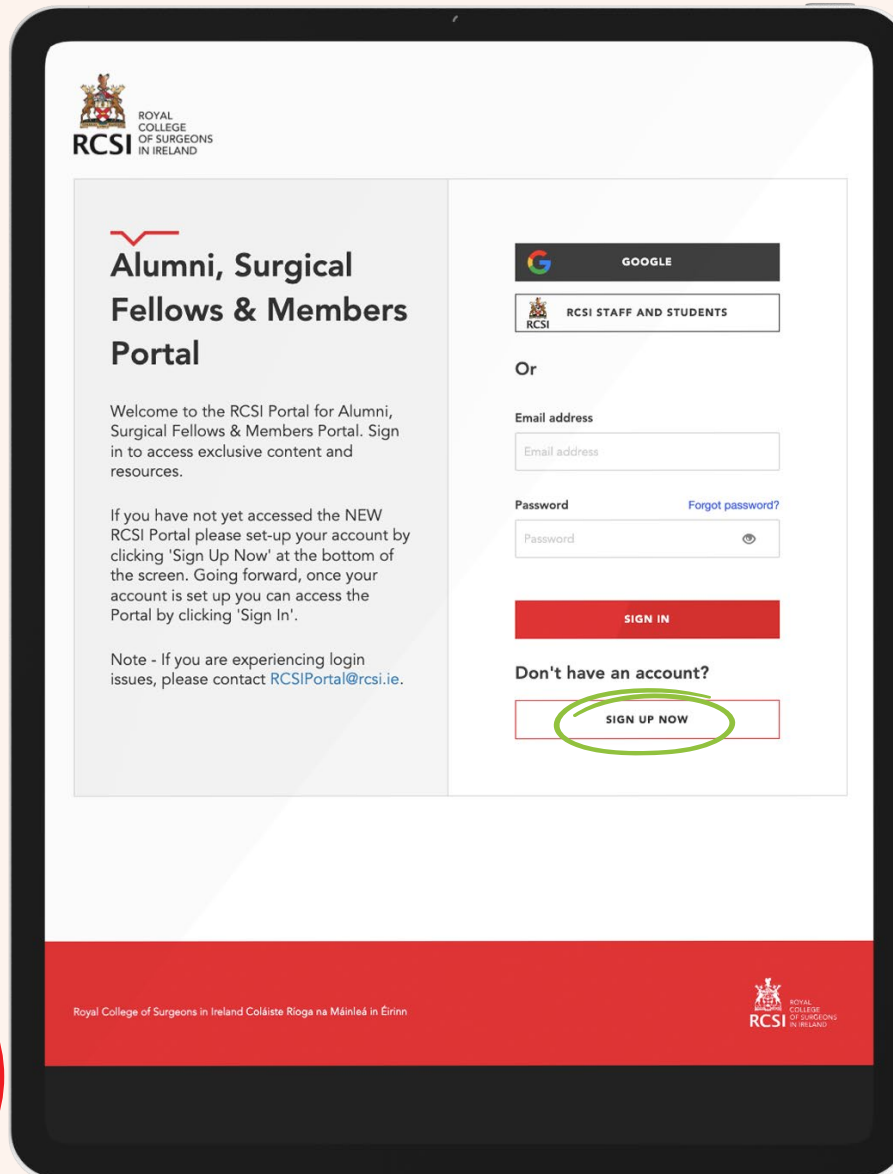 RCSI
ROYAL
COLLEGE
OF SURGEONS
IN IRELAND
Alumni, Surgical
Fellows & Members
Portal
Welcome to the RCSI Portal for Alumni,
Surgical Fellows & Members Portal. Sign
in to access exclusive content and
resources.
If you have not yet accessed the NEW
RCSI Portal please set-up your account by
clicking 'Sign Up Now' at the bottom of
the screen. Going forward, once your
account is set up you can access the
Portal by clicking 'Sign In'.
Note - If you are experiencing login
issues, please contact RCSIPortal@rcsi.ie.
GOOGLE
RCSI
RCSI STAFF AND STUDENTS
Or
Email address
Email address
Password Forgot password?
Password
SIGN IN
Don't have an account?
SIGN UP NOW
Royal College of Surgeons in Ireland Coláiste Ríoga na Máinleá in Éirinn
RCSI
ROYAL
COLLEGE
OF SURGEONS
IN IRELAND